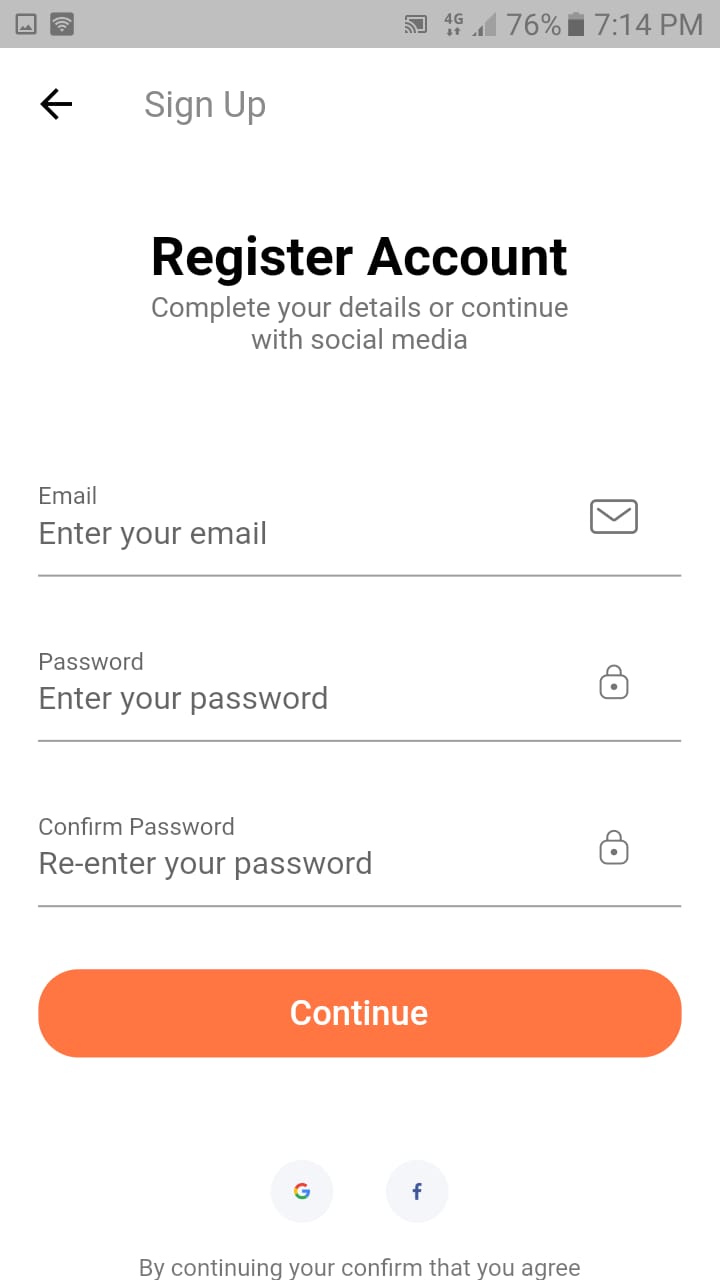 4G 76% 7:14 PM
Sign Up
Register Account
Complete your details or continue
with social media
Email
Enter your email
Password
Enter your password
Confirm Password
Re-enter your password
Continue
G f
By continuing your confirm that you agree